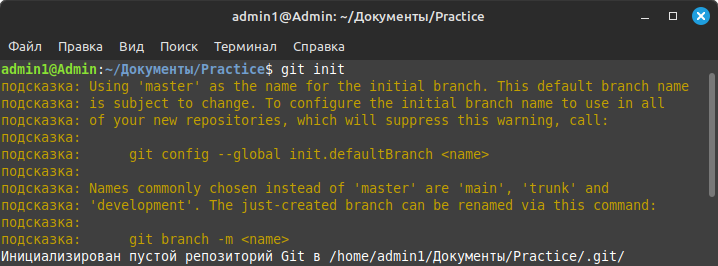 admin1@Admin: ~/Документы/Practice
Файл Правка Вид Поиск Терминал Справка
admin1@Admin:~/Документы/Practice$ git init
подсказка: Using 'master' as the name for the initial branch. This default branch name
подсказка: is subject to change. To configure the initial branch name to use in all
подсказка: of your new repositories, which will suppress this warning, call:
подсказка:
подсказка:      git config --global init.defaultBranch <name>
подсказка:
подсказка: Names commonly chosen instead of 'master' are 'main', 'trunk' and
подсказка: 'development'. The just-created branch can be renamed via this command:
подсказка:
подсказка:      git branch -m <name>
Инициализирован пустой репозиторий Git в /home/admin1/Документы/Practice/.git/